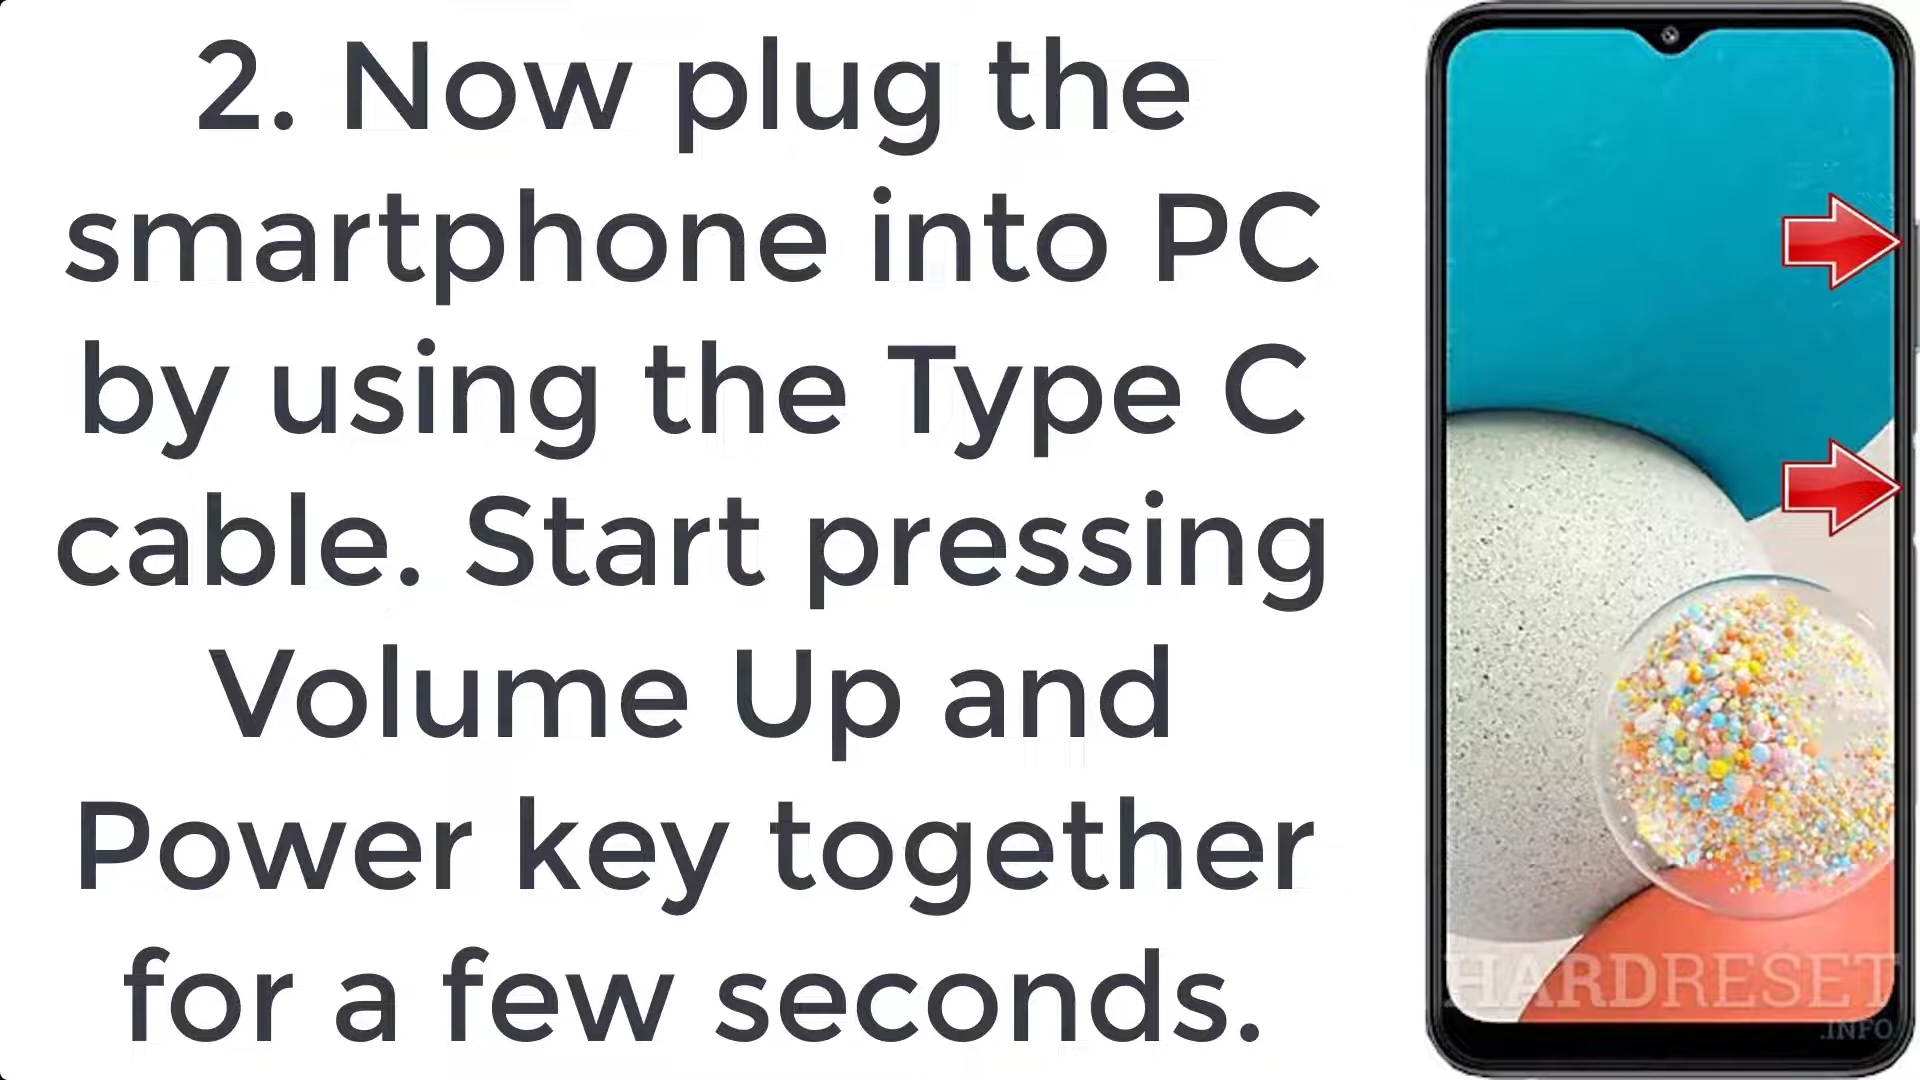 2. Now plug the
smartphone into PC
by using the Type C
cable. Start pressing
Volume Up and
Power key together
for a few seconds.
HARDRESET
.INFO